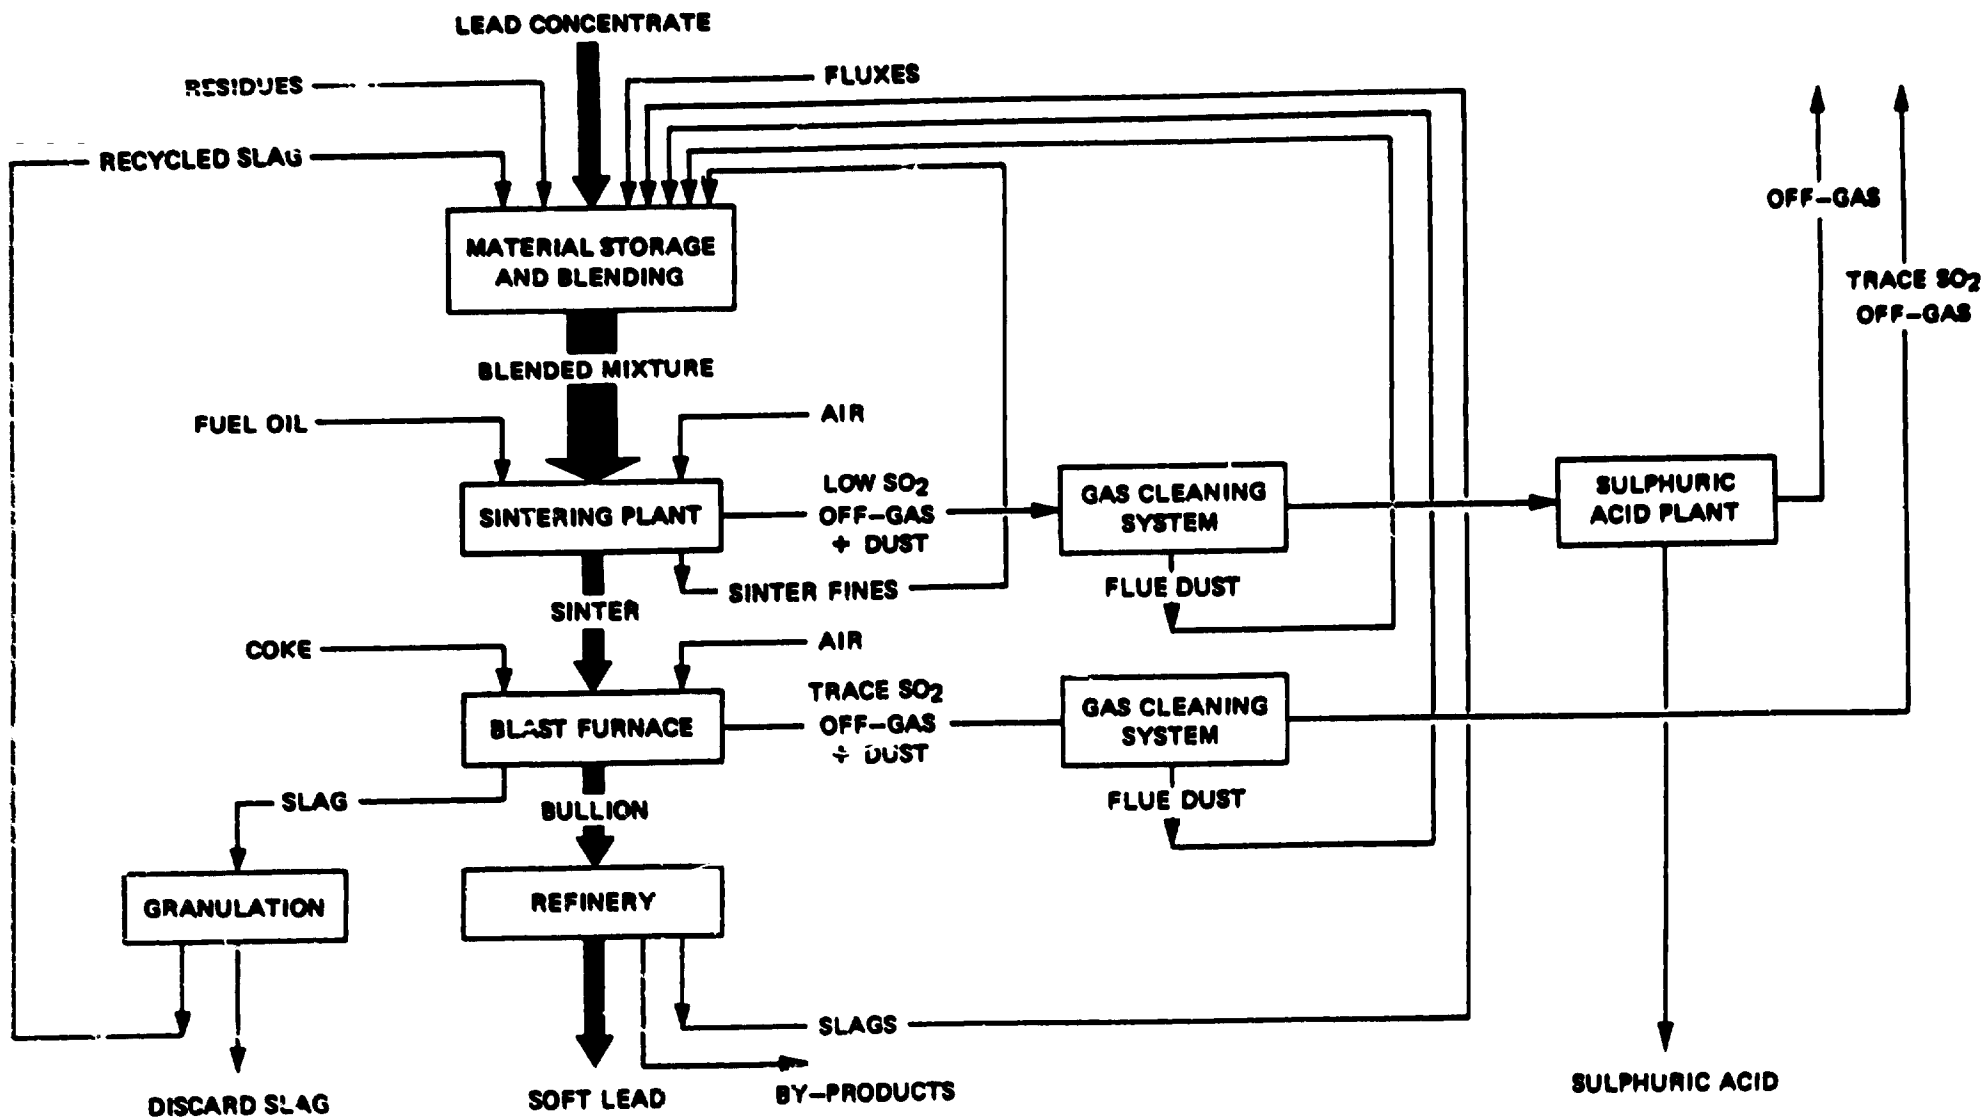 LEAD CONCENTRATE
RESIDUES
FLUXES
RECYCLED SLAG
OFF-GAS
MATERIAL STORAGE
AND BLENDING
TRACE SO2
OFF-GAS
BLENDED MIXTURE
FUEL OIL
AIR
LOW SO2
OFF-GAS
+ DUST
SINTERING PLANT
GAS CLEANING
SYSTEM
SULPHURIC
ACID PLANT
FLUE DUST
SINTER FINES
SINTER
COKE
AIR
TRACE SO2
OFF-GAS
+ DUST
BLAST FURNACE
GAS CLEANING
SYSTEM
FLUE DUST
SLAG
BULLION
GRANULATION
REFINERY
SLAGS
BY-PRODUCTS
SULPHURIC ACID
DISCARD SLAG
SOFT LEAD